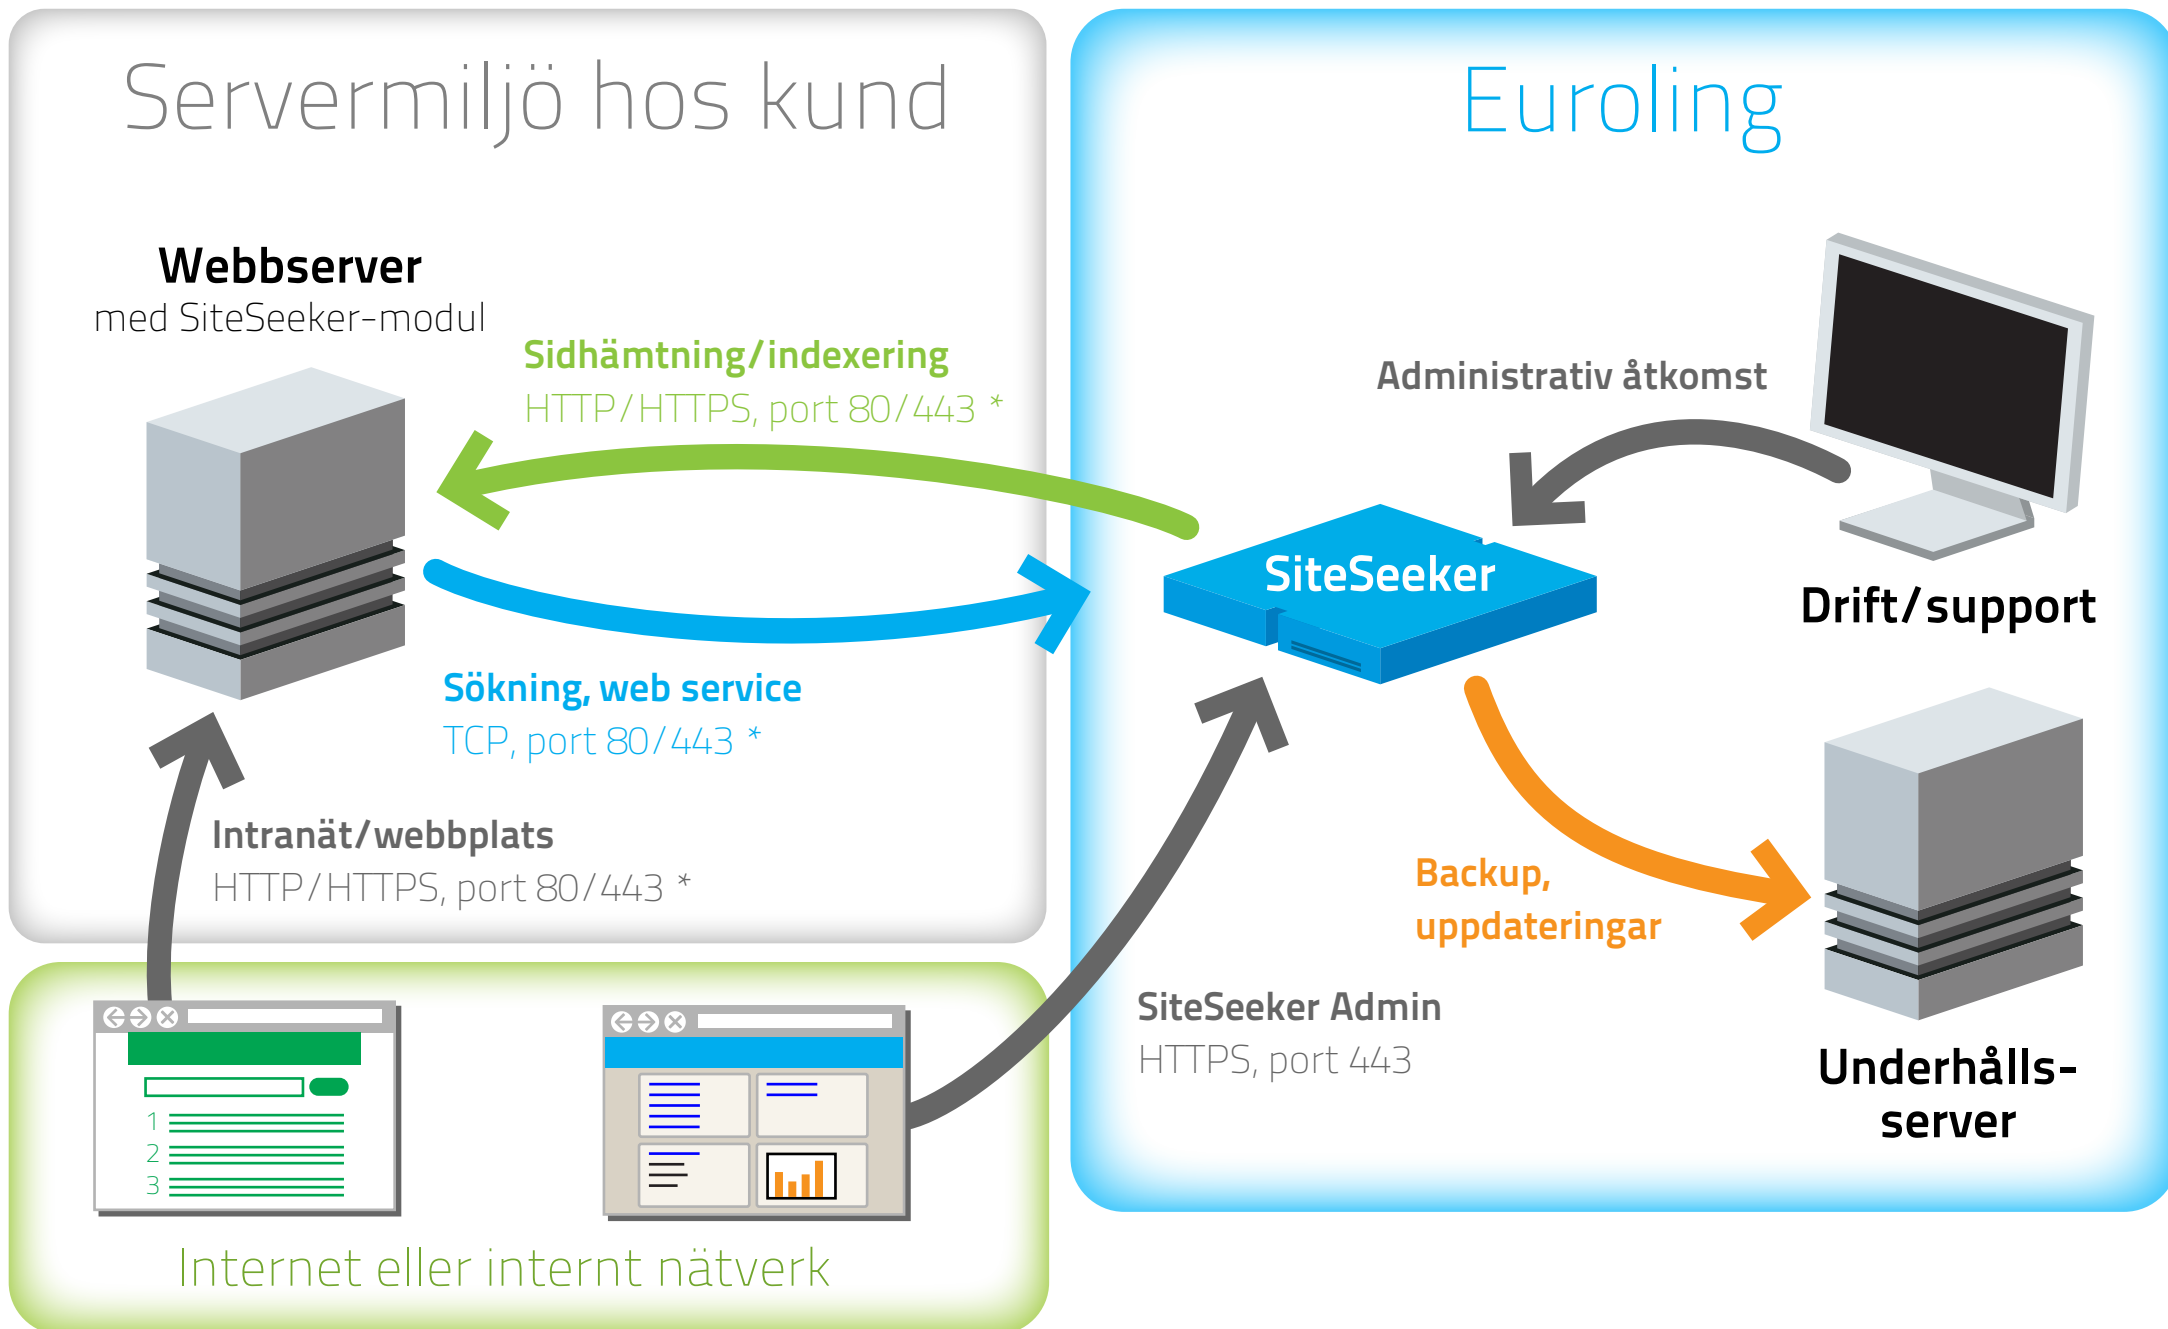 Servermiljö hos kund
Euroling
Webbserver
med SiteSeeker-modul
Sidhämtning/indexering
HTTP/HTTPS, port 80/443 *
Administrativ åtkomst
SiteSeeker
Drift/support
Sökning, web service
TCP, port 80/443 *
Intranät/webbplats
HTTP/HTTPS, port 80/443 *
Backup,
uppdateringar
SiteSeeker Admin
HTTPS, port 443
Underhålls-
server
1
2
3
Internet eller internt nätverk